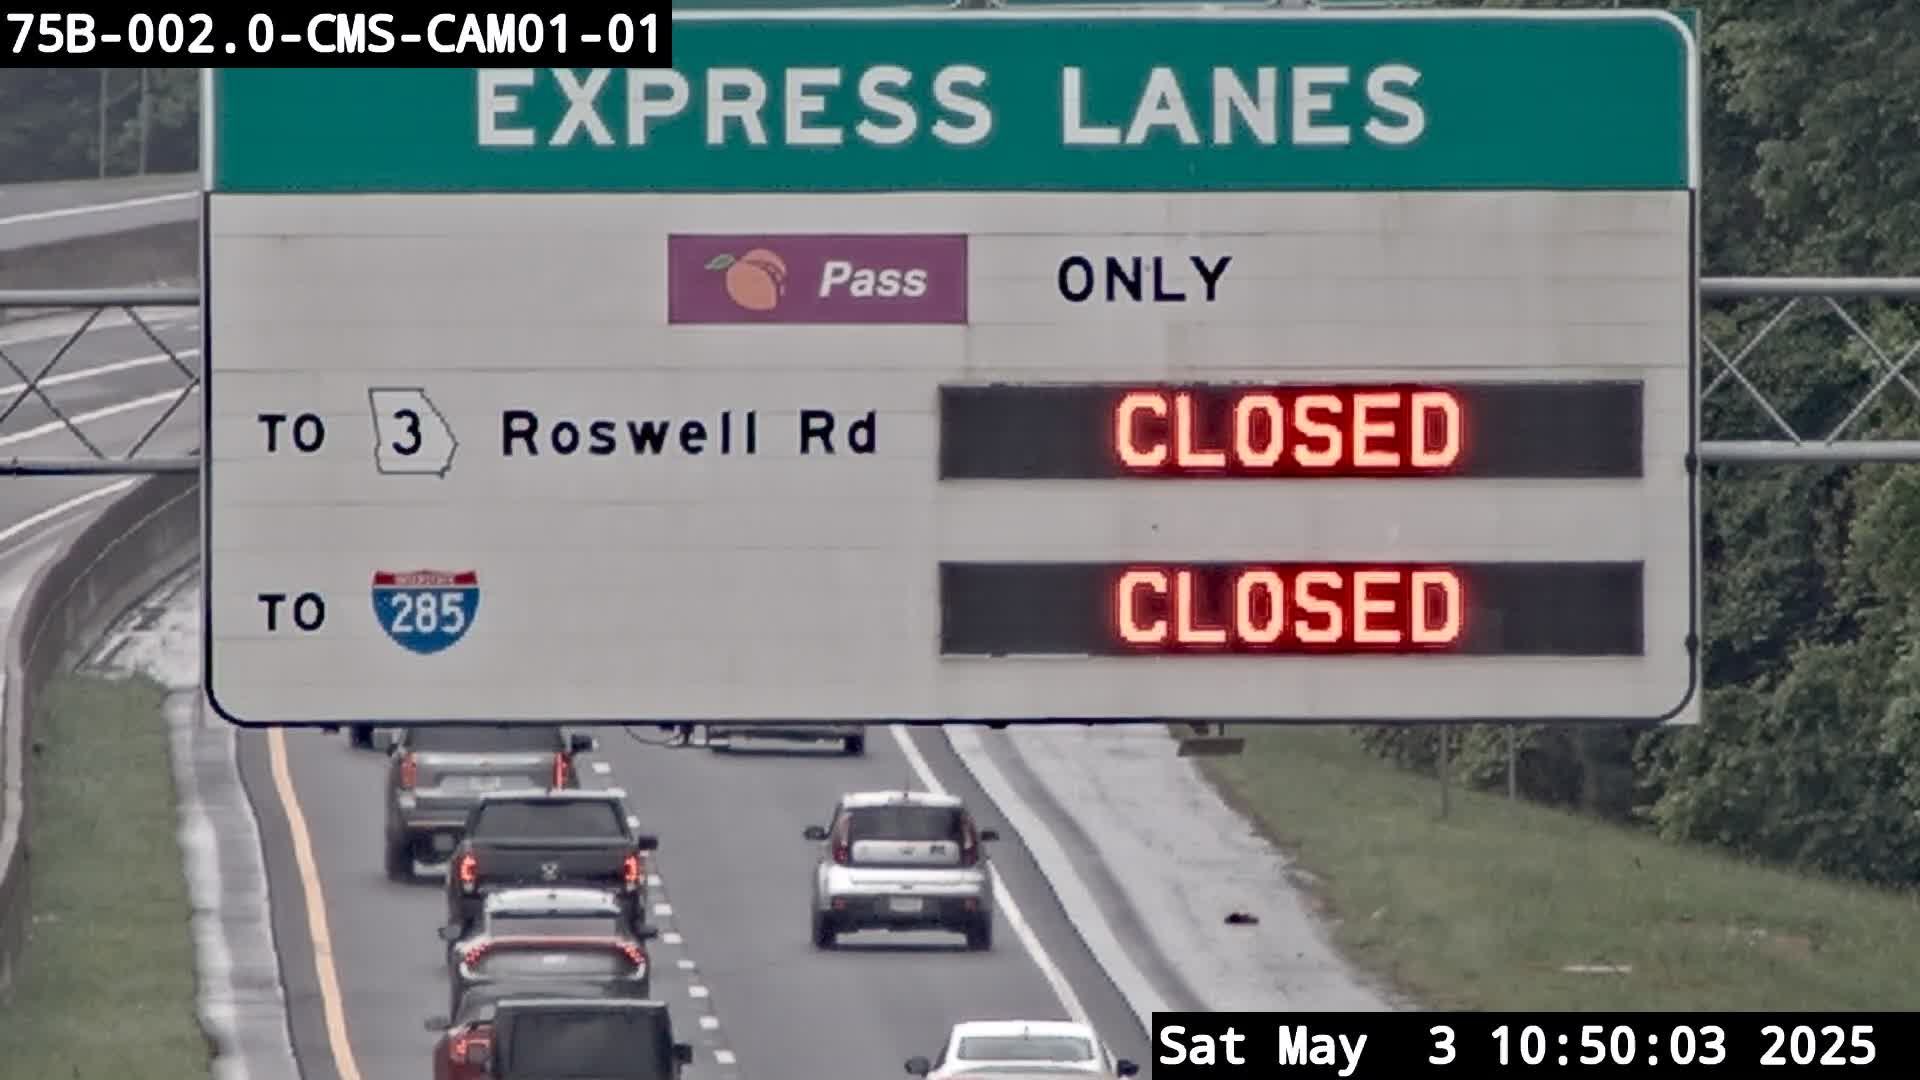 75B-002.0-CMS-CAM01-01
EXPRESS LANES
Pass ONLY
TO 3 Roswell Rd CLOSED
TO 285 CLOSED
Sat May 3 10:50:03 2025